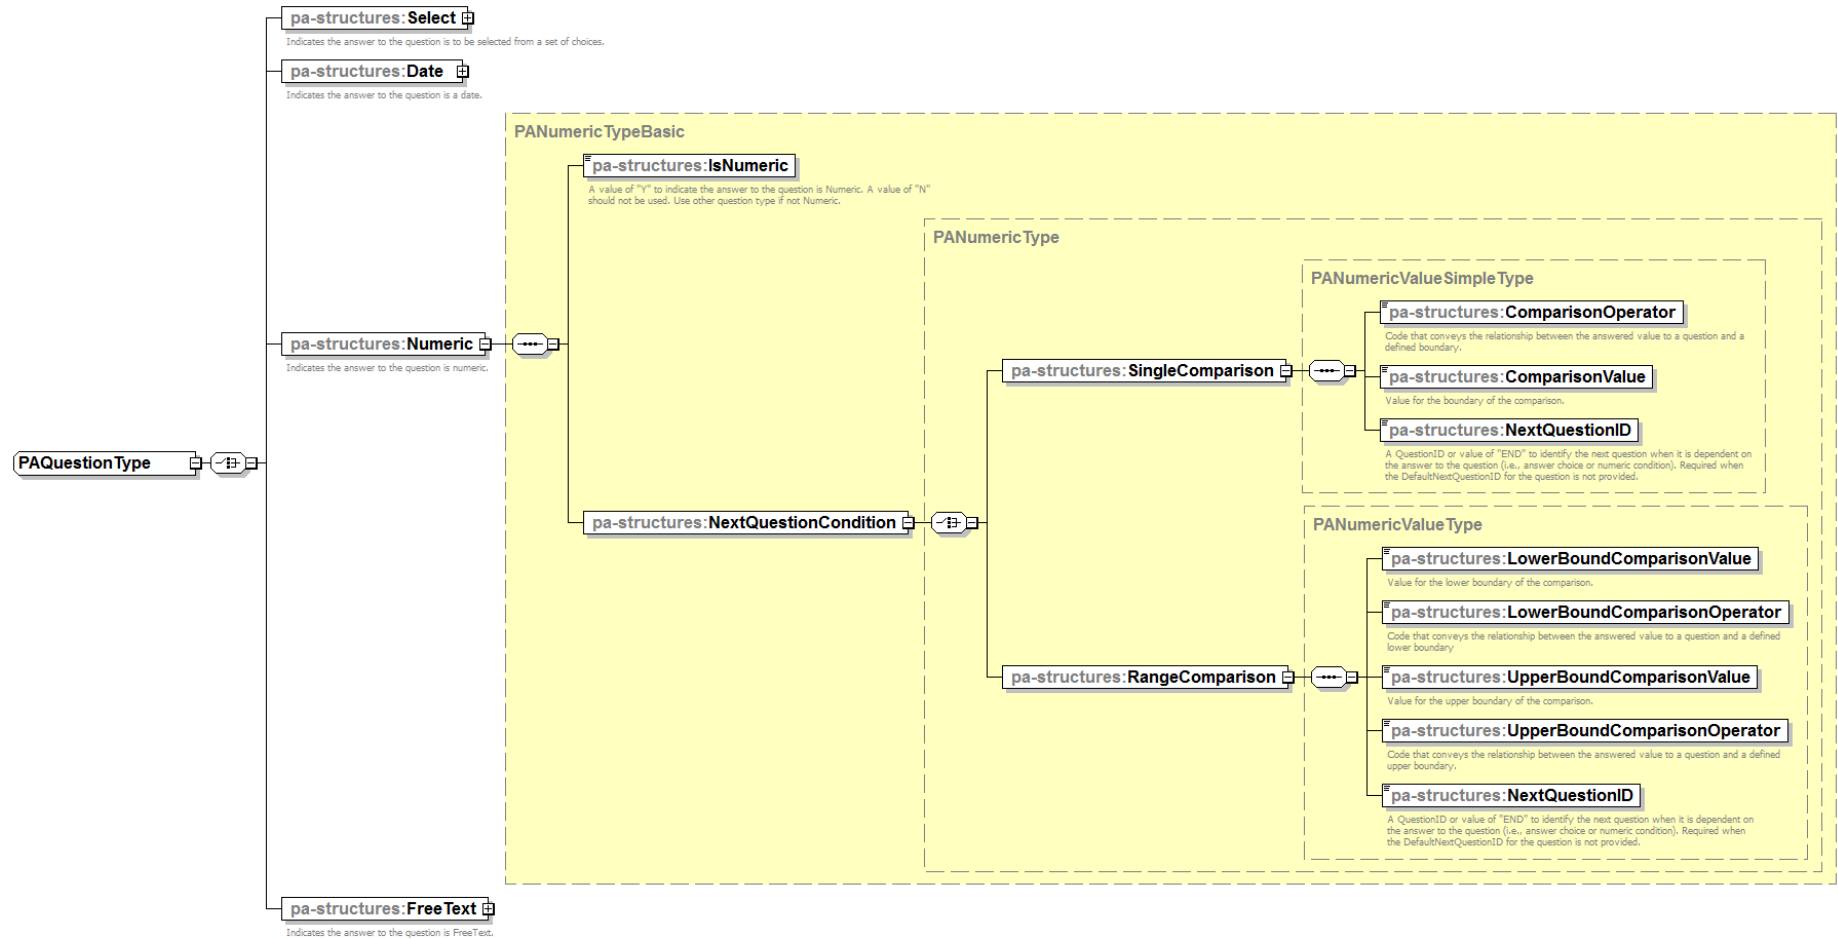 pa-structures:Select
Indicates the answer to the question is to be selected from a set of choices.
pa-structures:Date
Indicates the answer to the question is a date.
PANumericTypeBasic
pa-structures:IsNumeric
A value of "Y" to indicate the answer to the question is Numeric. A value of "N"
should not be used. Use other question type if not Numeric.
PANumericType
PANumericValueSimpleType
pa-structures:ComparisonOperator
Code that conveys the relationship between the answered value to a question and a
defined boundary.
pa-structures:Numeric
Indicates the answer to the question is numeric.
pa-structures:SingleComparison
pa-structures:ComparisonValue
Value for the boundary of the comparison.
pa-structures:NextQuestionID
A QuestionID or value of "END" to identify the next question when it is dependent on
the answer to the question (i.e., answer choice or numeric condition). Required when
the DefaultNextQuestionID for the question is not provided.
PAQuestionType
pa-structures:NextQuestionCondition
PANumericValueType
pa-structures:LowerBoundComparisonValue
Value for the lower boundary of the comparison.
pa-structures:LowerBoundComparisonOperator
Code that conveys the relationship between the answered value to a question and a defined
lower boundary
pa-structures:RangeComparison
pa-structures:UpperBoundComparisonValue
Value for the upper boundary of the comparison.
pa-structures:UpperBoundComparisonOperator
Code that conveys the relationship between the answered value to a question and a defined
upper boundary.
pa-structures:NextQuestionID
A QuestionID or value of "END" to identify the next question when it is dependent on
the answer to the question (i.e., answer choice or numeric condition). Required when
the DefaultNextQuestionID for the question is not provided.
pa-structures:FreeText
Indicates the answer to the question is FreeText.